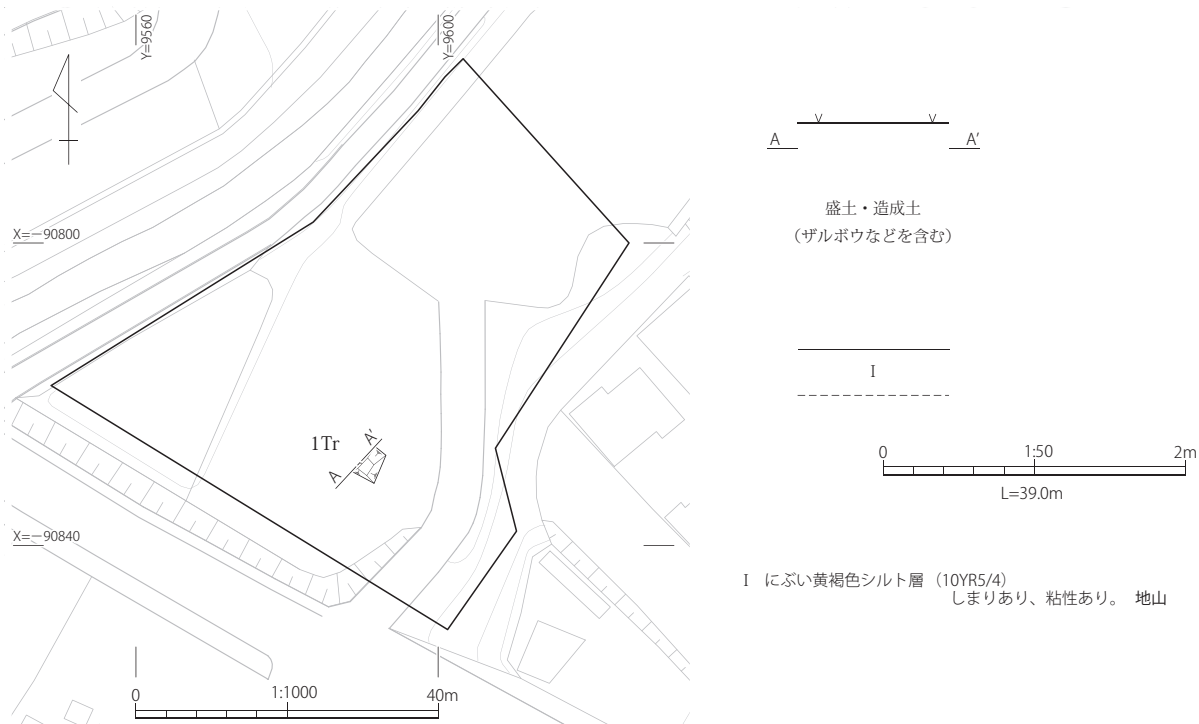 Y=9560
Y=9600
X=－90800
X=－90840
1Tr
A
A′
0
1:1000
40m
A
A′
盛土・造成土
（ザルボウなどを含む）
I
0
1:50
2m
L=39.0m
I　にぶい黄褐色シルト層（10YR5/4）
しまりあり、粘性あり。　地山